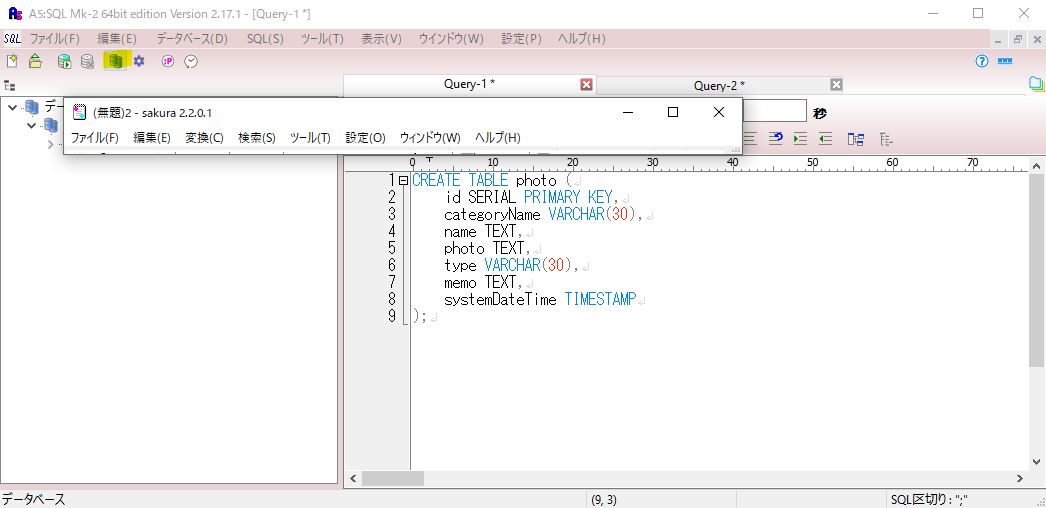 A5:SQL Mk-2 64bit edition Version 2.17.1 - [Query-1 *]
SQL ファイル(F) 編集(E) データベース(D) SQL(S) ツール(T) 表示(V) ウインドウ(W) 設定(P) ヘルプ(H)
Query-1 *
Query-2 *
デー
(無題)2 - sakura 2.2.0.1
秒
ファイル(F) 編集(E) 変換(C) 検索(S) ツール(T) 設定(O) ウィンドウ(W) ヘルプ(H)
0 10 20 30 40 50 60 70
1 CREATE TABLE photo (
2 id SERIAL PRIMARY KEY,
3 categoryName VARCHAR(30),
4 name TEXT,
5 photo TEXT,
6 type VARCHAR(30),
7 memo TEXT,
8 systemDateTime TIMESTAMP
9 );
データベース
(9, 3)
SQL区切り : ";"